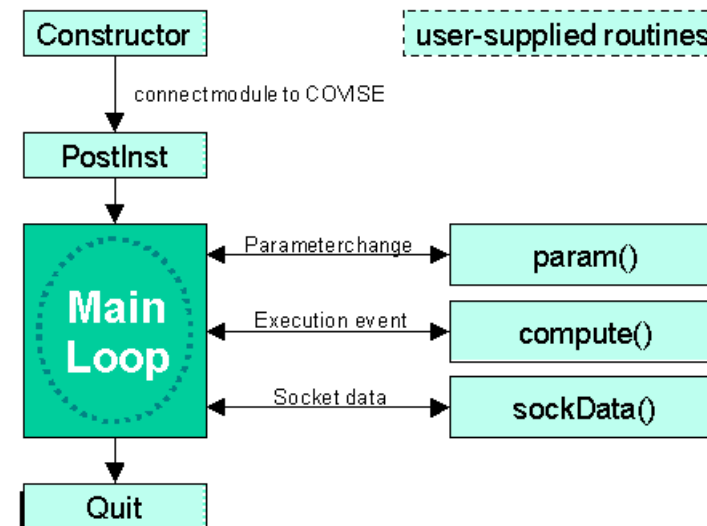 Constructor
user-supplied routines
connect module to COVISE
PostInst
Parameterchange
param()
Main
Loop
Execution event
compute()
Socket data
sockData()
Quit